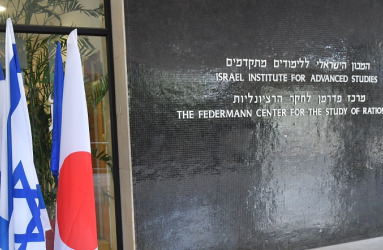 המכון הישראלי ללימודים מתקדמים
ISRAEL INSTITUTE FOR ADVANCED STUDIES
מרכז פדרמן לחקר הרציונליות
THE FEDERMANN CENTER FOR THE STUDY OF